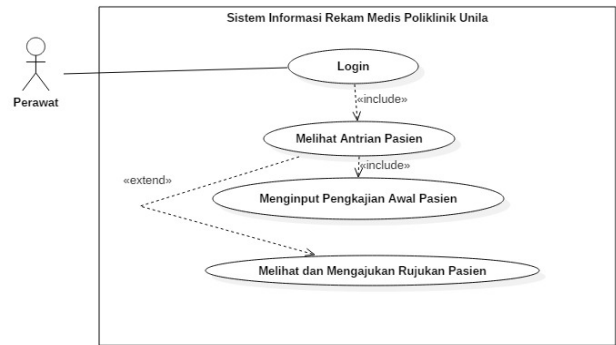 Sistem Informasi Rekam Medis Poliklinik Unila
Perawat
Login
«include»
Melihat Antrian Pasien
«include»
«extend»
Menginput Pengkajian Awal Pasien
Melihat dan Mengajukan Rujukan Pasien